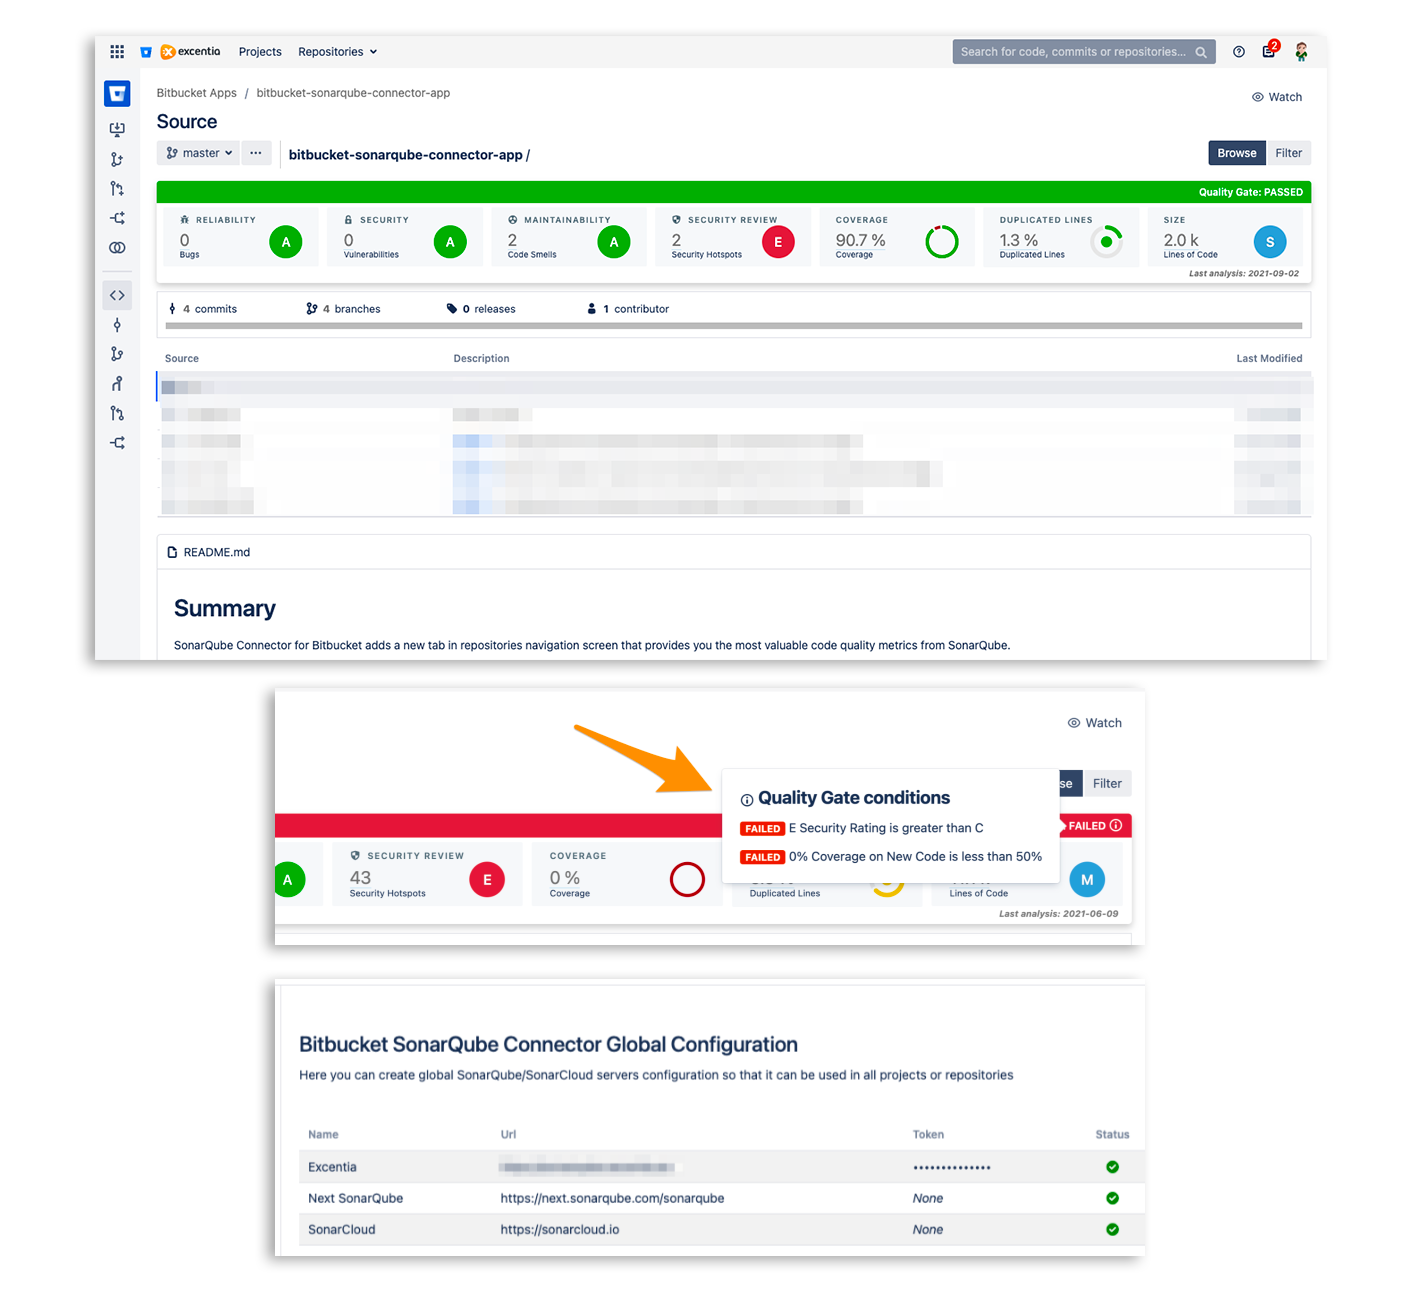 excentia Projects Repositories Search for code, commits or repositories... 2
Bitbucket Apps / bitbucket-sonarqube-connector-app
Watch
Source
master ... bitbucket-sonarqube-connector-app / Browse Filter
Quality Gate: PASSED
RELIABILITY SECURITY MAINTAINABILITY SECURITY REVIEW COVERAGE DUPLICATED LINES SIZE
0 A 0 A 2 A 2 E 90.7 % 1.3 % 2.0 k S
Bugs Vulnerabilities Code Smells Security Hotspots Coverage Duplicated Lines Lines of Code
Last analysis: 2021-09-02
4 commits 4 branches 0 releases 1 contributor
Source Description Last Modified
README.md
Summary
SonarQube Connector for Bitbucket adds a new tab in repositories navigation screen that provides you the most valuable code quality metrics from SonarQube.
Watch
Filter
Quality Gate conditions
FAILED E Security Rating is greater than C
FAILED
FAILED 0% Coverage on New Code is less than 50%
SECURITY REVIEW COVERAGE
A 43 E 0 % M
Security Hotspots Coverage Duplicated Lines Lines of Code
Last analysis: 2021-06-09
Bitbucket SonarQube Connector Global Configuration
Here you can create global SonarQube/SonarCloud servers configuration so that it can be used in all projects or repositories
Name Url Token Status
Excentia ••••••••••••••
Next SonarQube https://next.sonarqube.com/sonarqube None
SonarCloud https://sonarcloud.io None